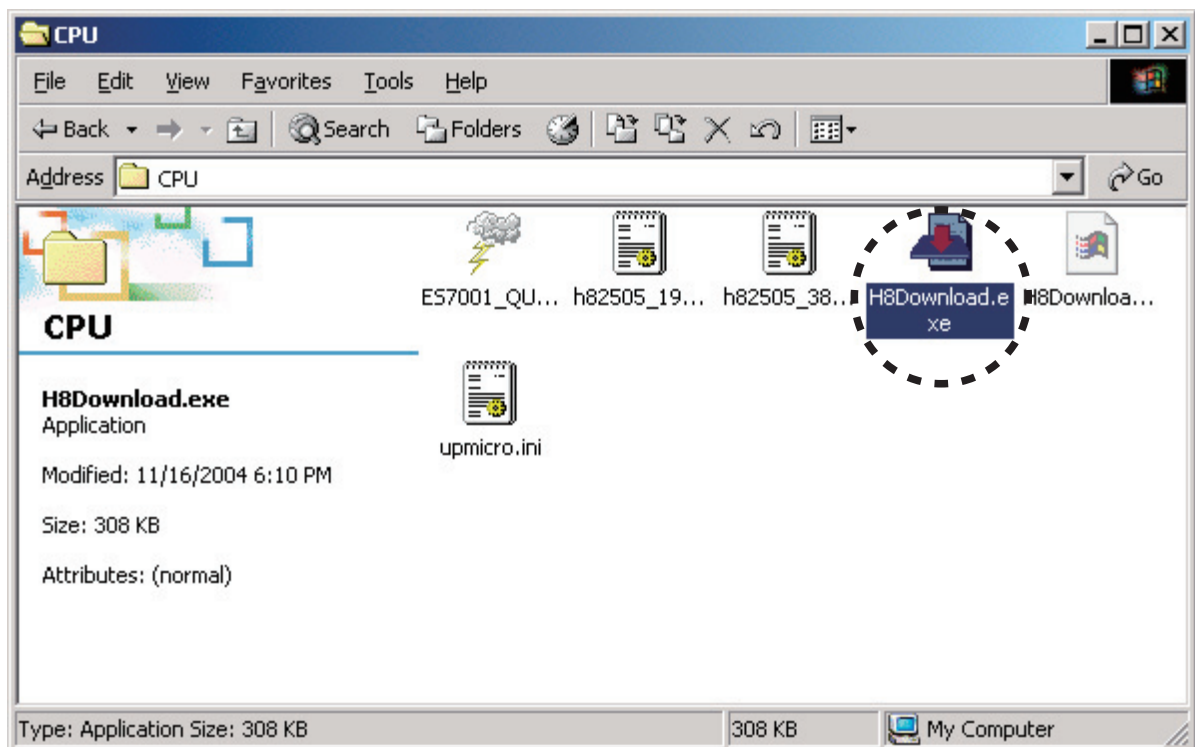 CPU
File Edit View Favorites Tools Help
Back Search Folders
Address CPU Go
ES7001_QU... h82505_19... h82505_38... H8Download.e H8Downloa...
xe
CPU
H8Download.exe
Application
upmicro.ini
Modified: 11/16/2004 6:10 PM
Size: 308 KB
Attributes: (normal)
Type: Application Size: 308 KB 308 KB My Computer